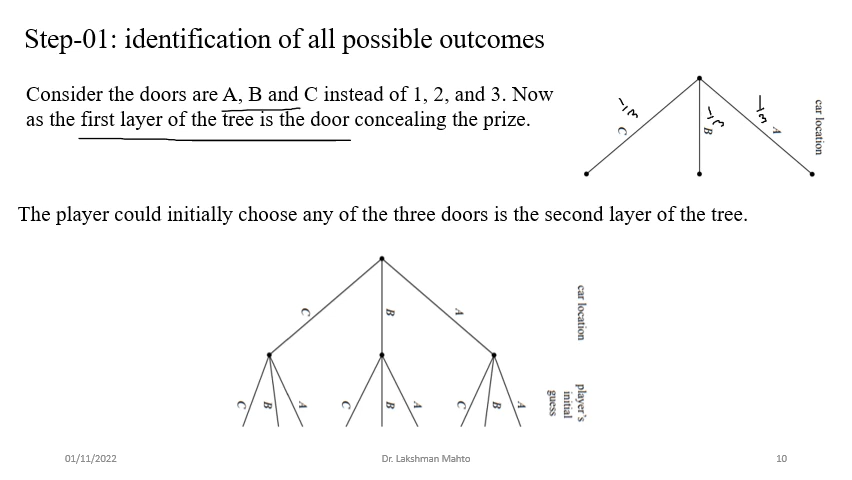 Step-01: identification of all possible outcomes
Consider the doors are A, B and C instead of 1, 2, and 3. Now
as the first layer of the tree is the door concealing the prize.
1/3
1/3
1/3
C
B
A
car location
The player could initially choose any of the three doors is the second layer of the tree.
C
B
A
car location
C
B
A
C
B
A
C
B
A
player's
initial
guess
01/11/2022
Dr. Lakshman Mahto
10